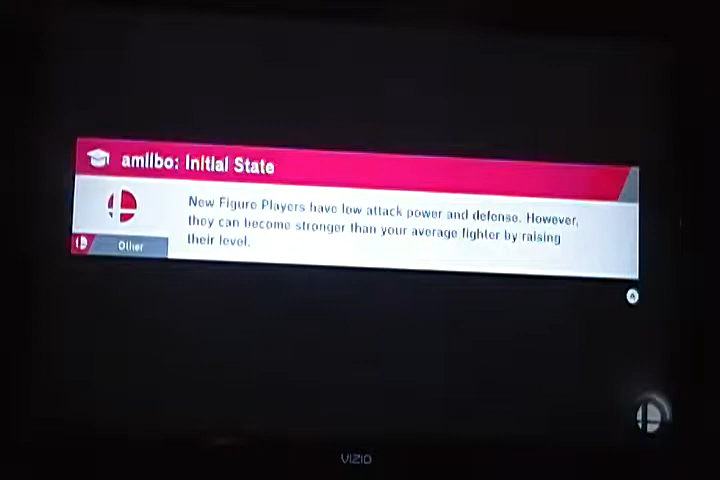 amiibo: Initial State
New Figure Players have low attack power and defense. However,
they can become stronger than your average fighter by raising
their level.
Other
A
VIZIO